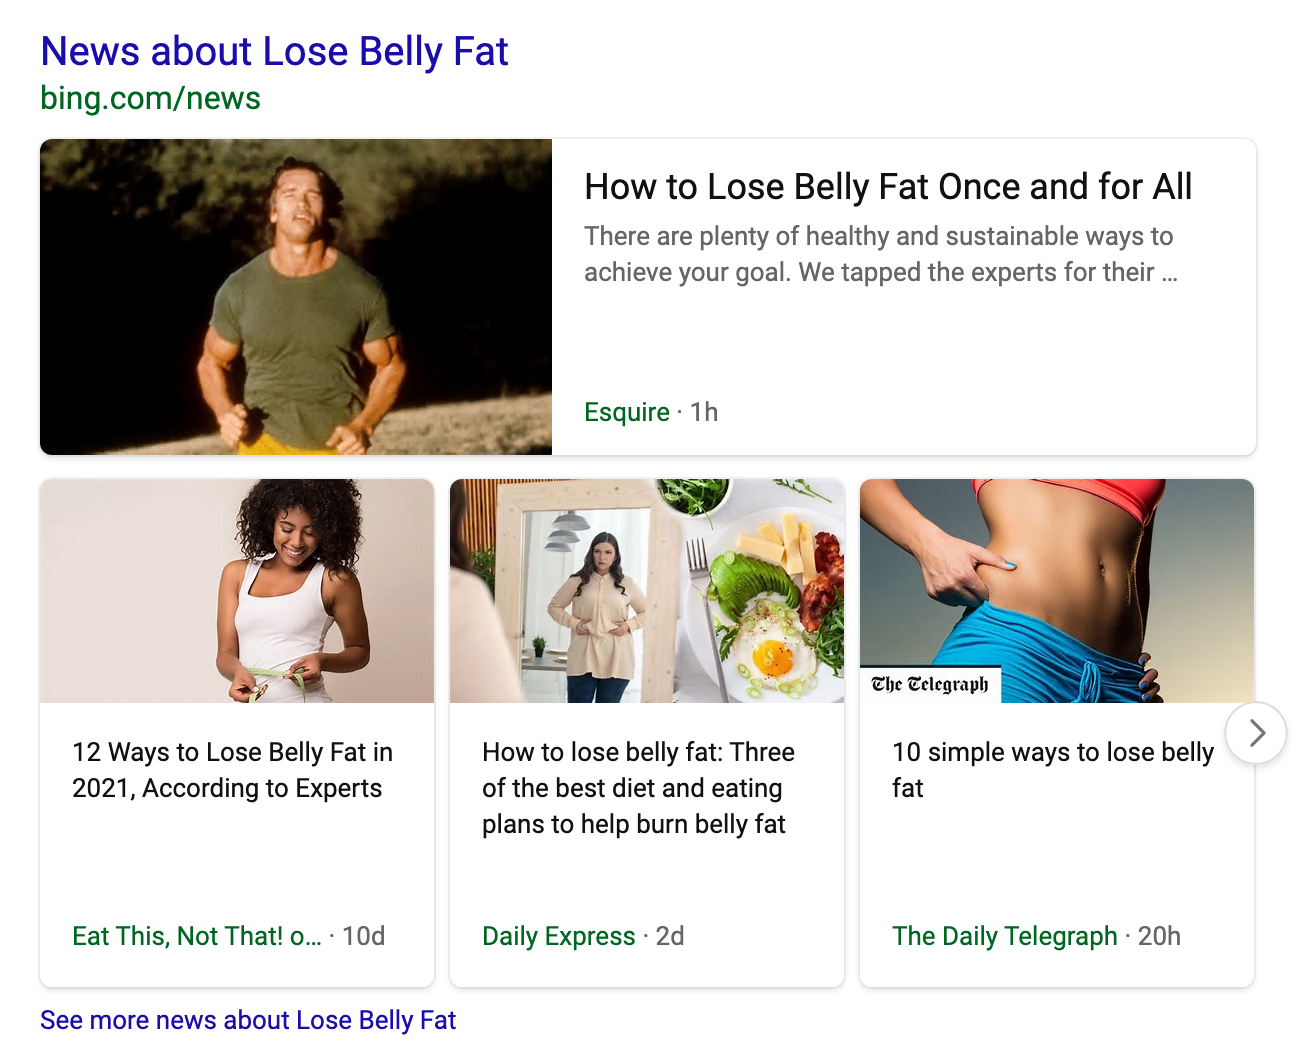 News about Lose Belly Fat
bing.com/news
How to Lose Belly Fat Once and for All
There are plenty of healthy and sustainable ways to
achieve your goal. We tapped the experts for their ...
Esquire · 1h
The Telegraph
12 Ways to Lose Belly Fat in
2021, According to Experts
Eat This, Not That! o... · 10d
How to lose belly fat: Three
of the best diet and eating
plans to help burn belly fat
Daily Express · 2d
10 simple ways to lose belly
fat
The Daily Telegraph · 20h
See more news about Lose Belly Fat